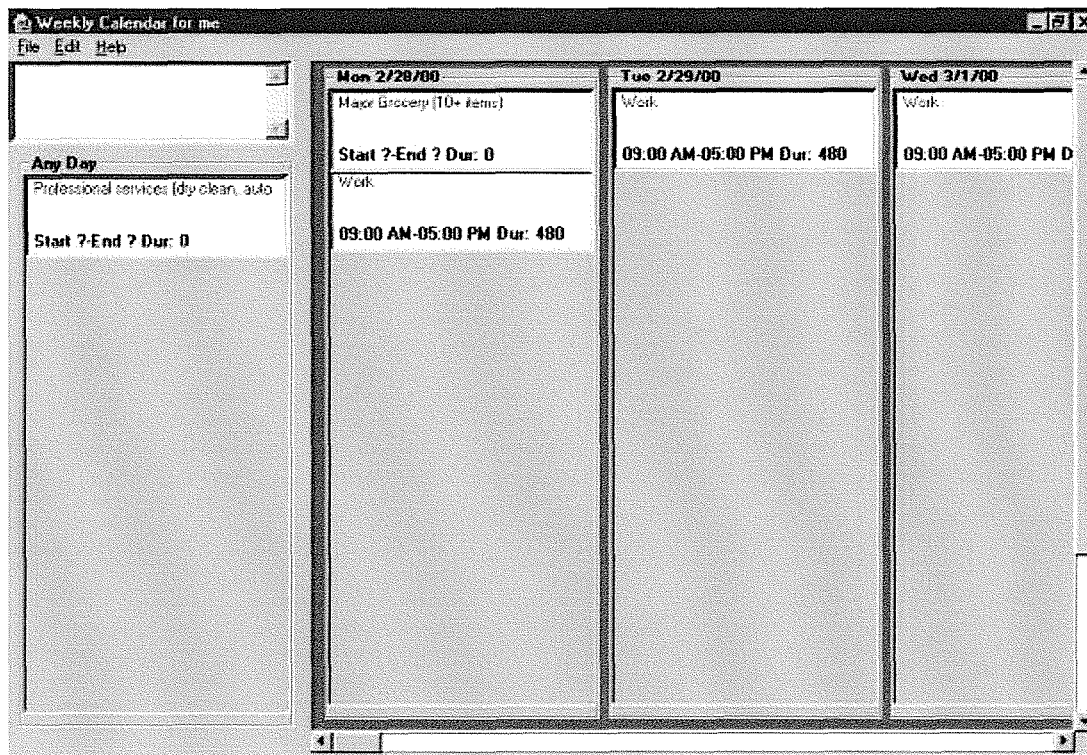 Weekly Calendar for me
File Edit Help
Any Day
Professional services (dry clean, auto
Start ?-End ? Dur: 0
Mon 2/28/00
Major Grocery (10+ items)
Start ?-End ? Dur: 0
Work
09:00 AM-05:00 PM Dur: 480
Tue 2/29/00
Work
09:00 AM-05:00 PM Dur: 480
Wed 3/1/00
Work
09:00 AM-05:00 PM D